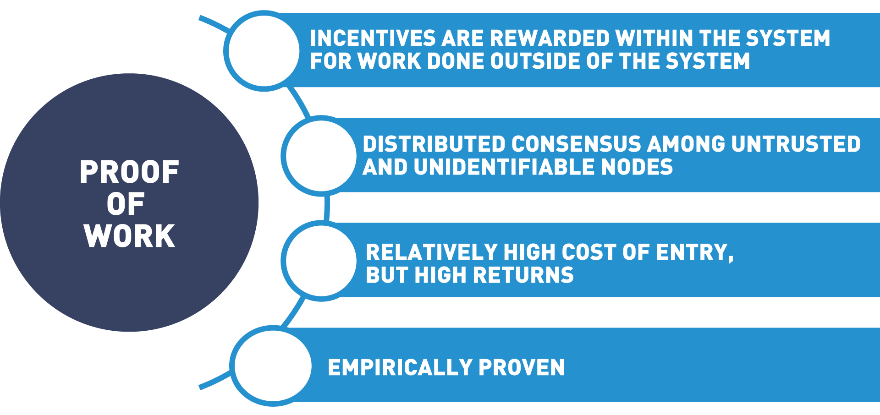 PROOF
OF
WORK
INCENTIVES ARE REWARDED WITHIN THE SYSTEM
FOR WORK DONE OUTSIDE OF THE SYSTEM
DISTRIBUTED CONSENSUS AMONG UNTRUSTED
AND UNIDENTIFIABLE NODES
RELATIVELY HIGH COST OF ENTRY,
BUT HIGH RETURNS
EMPIRICALLY PROVEN